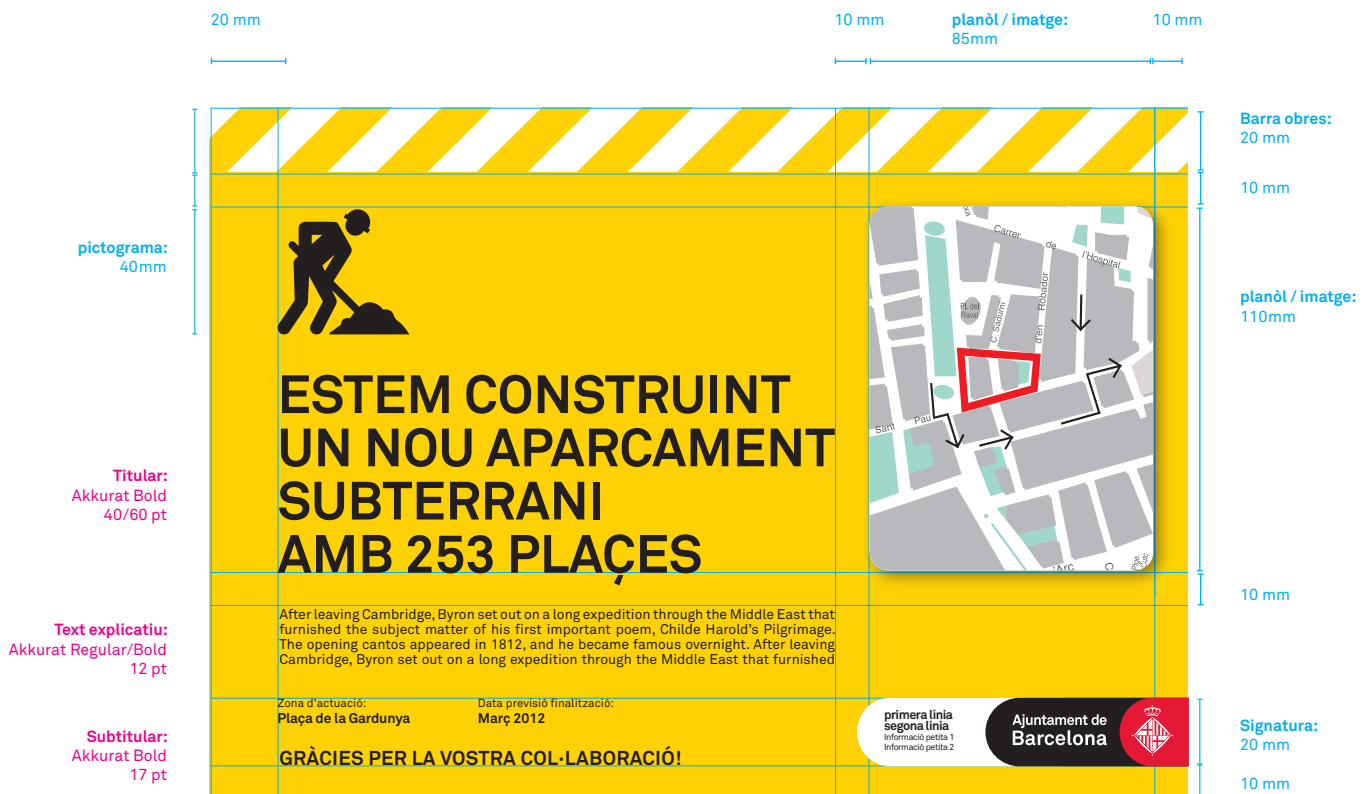 20 mm
10 mm
planòl / imatge:
85mm
10 mm
Barra obres:
20 mm
10 mm
pictograma:
40mm
planòl / imatge:
110mm
Carrer de l'Hospital
Pl. del
Raval
C. Sadurní
d'en Robador
Sant Pau
d'Arc
ESTEM CONSTRUINT
UN NOU APARCAMENT
SUBTERRANI
AMB 253 PLAÇES
Titular:
Akkurat Bold
40/60 pt
10 mm
After leaving Cambridge, Byron set out on a long expedition through the Middle East that
furnished the subject matter of his first important poem, Childe Harold's Pilgrimage.
The opening cantos appeared in 1812, and he became famous overnight. After leaving
Cambridge, Byron set out on a long expedition through the Middle East that furnished
Text explicatiu:
Akkurat Regular/Bold
12 pt
Zona d'actuació:
Plaça de la Gardunya
Data previsió finalització:
Març 2012
primera línia
segona línia
Informació petita 1
Informació petita 2
Ajuntament de
Barcelona
Signatura:
20 mm
Subtitular:
Akkurat Bold
17 pt
GRÀCIES PER LA VOSTRA COL·LABORACIÓ!
10 mm